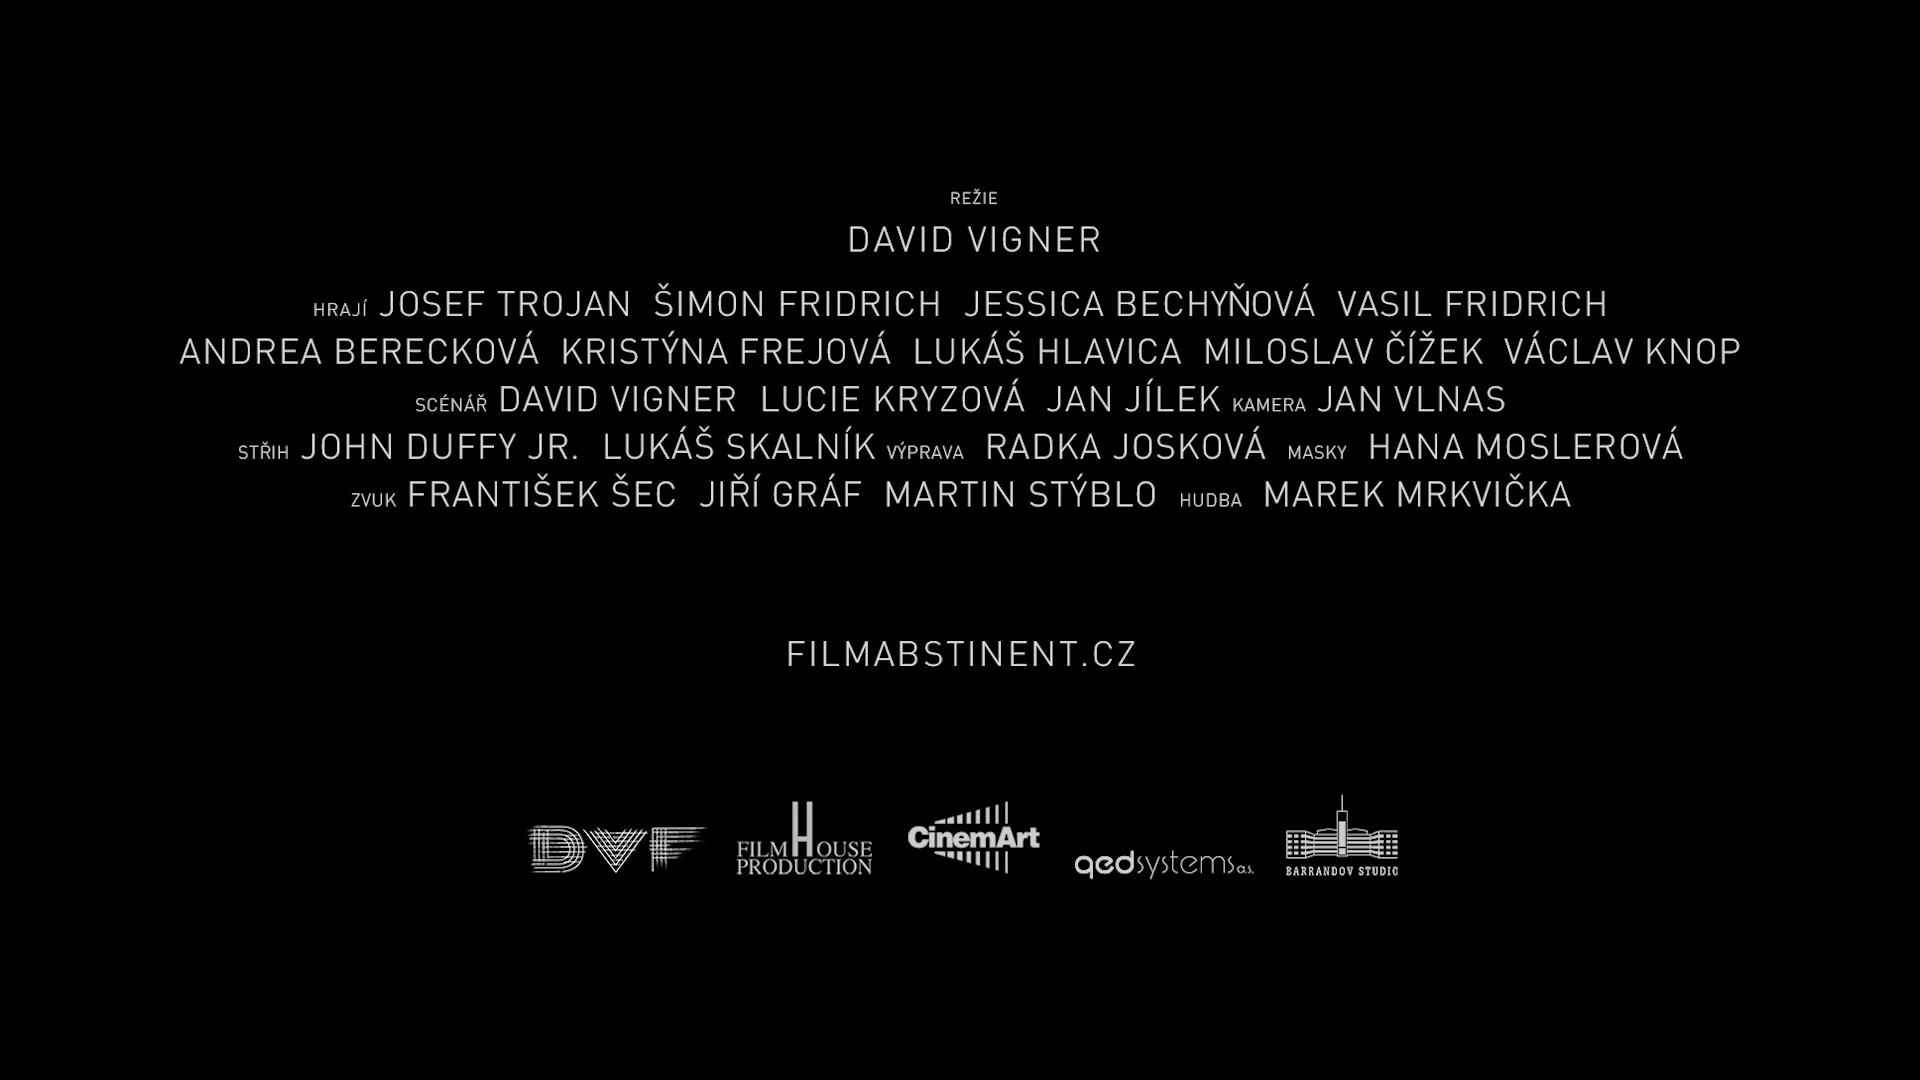 REŽIE
DAVID VIGNER
HRAJÍ JOSEF TROJAN ŠIMON FRIDRICH JESSICA BECHYŇOVÁ VASIL FRIDRICH
ANDREA BERECKOVÁ KRISTÝNA FREJOVÁ LUKÁŠ HLAVICA MILOSLAV ČÍŽEK VÁCLAV KNOP
SCÉNÁŘ DAVID VIGNER LUCIE KRYZOVÁ JAN JÍLEK KAMERA JAN VLNAS
STŘIH JOHN DUFFY JR. LUKÁŠ SKALNÍK VÝPRAVA RADKA JOSKOVÁ MASKY HANA MOSLEROVÁ
ZVUK FRANTIŠEK ŠEC JIŘÍ GRÁF MARTIN STÝBLO HUDBA MAREK MRKVIČKA
FILMABSTINENT.CZ
DVF
FILMHOUSE
PRODUCTION
CinemArt
qedsystems a.s.
BARRANDOV STUDIO